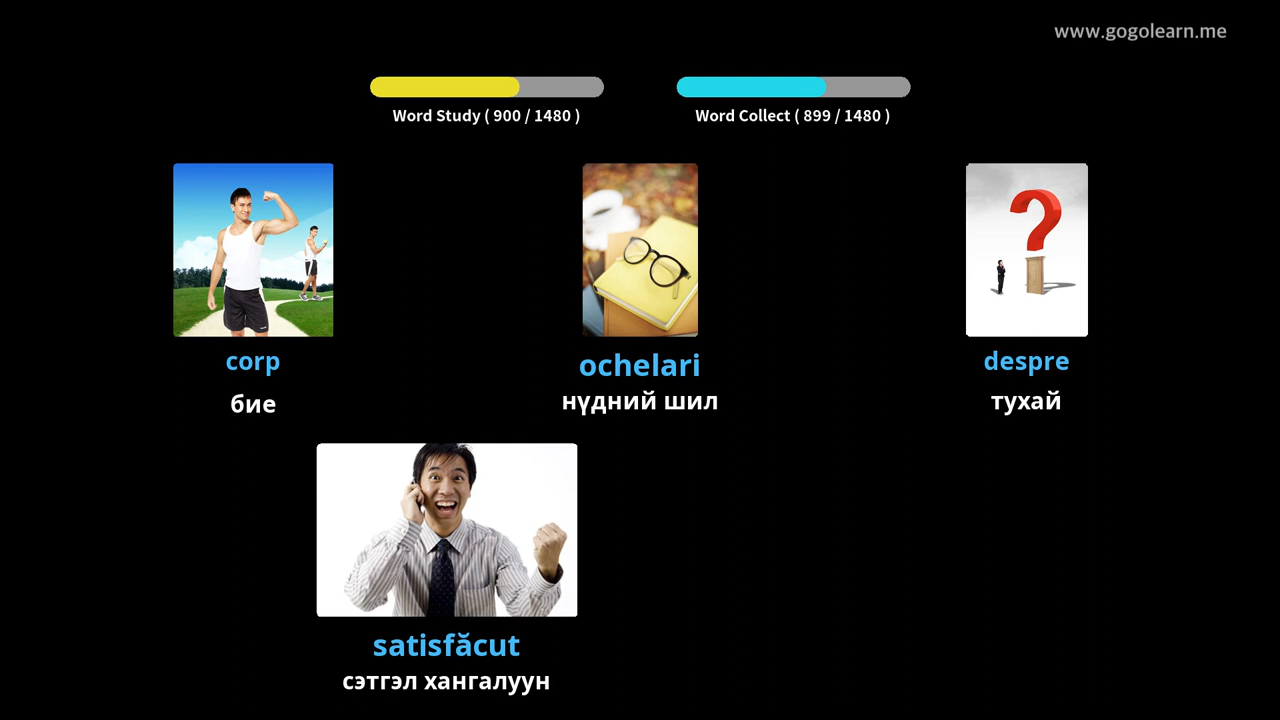 www.gogolearn.me
Word Study ( 900 / 1480 )
Word Collect ( 899 / 1480 )
corp
бие
ochelari
нүдний шил
despre
тухай
satisfăcut
сэтгэл хангалуун